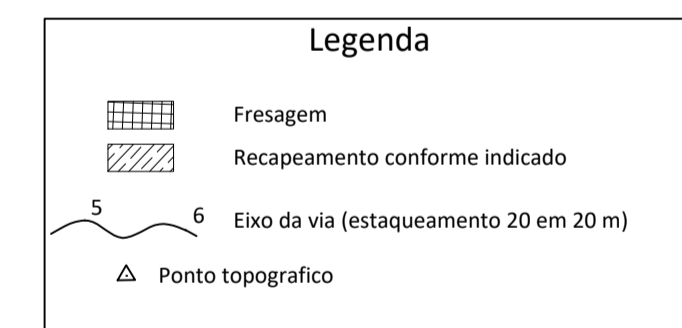 Legenda
Fresagem
Recapeamento conforme indicado
5 6 Eixo da via (estaqueamento 20 em 20 m)
Ponto topografico